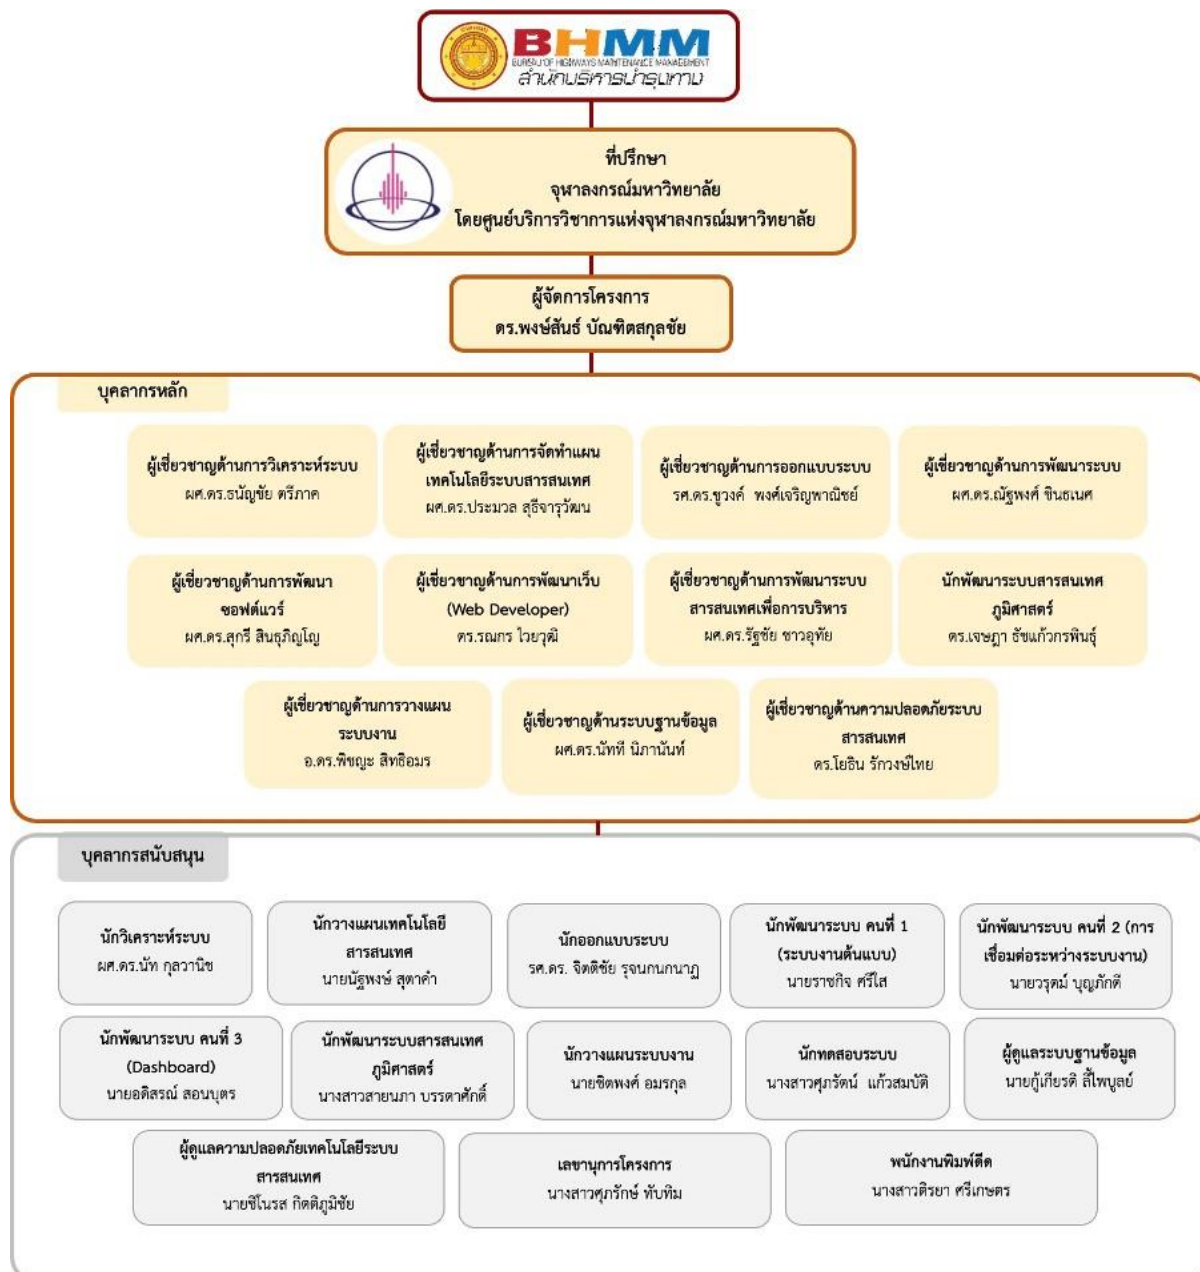 BHMM
BUREAU OF HIGHWAYS MAINTENANCE MANAGEMENT
สำนักบริหารบำรุงทาง
ที่ปรึกษา
จุฬาลงกรณ์มหาวิทยาลัย
โดยศูนย์บริการวิชาการแห่งจุฬาลงกรณ์มหาวิทยาลัย
ผู้จัดการโครงการ
ดร.พงษ์สันธ์ บัณฑิตสกุลชัย
บุคลากรหลัก
ผู้เชี่ยวชาญด้านการวิเคราะห์ระบบ
ผศ.ดร.ธนัญชัย ตรีภาค
ผู้เชี่ยวชาญด้านการจัดทำแผน
เทคโนโลยีระบบสารสนเทศ
ผศ.ดร.ประมวล สุธีจารุวัฒน
ผู้เชี่ยวชาญด้านการออกแบบระบบ
รศ.ดร.ชูวงค์ พงศ์เจริญพาณิชย์
ผู้เชี่ยวชาญด้านการพัฒนาระบบ
ผศ.ดร.ณัฐพงศ์ ชินธเนศ
ผู้เชี่ยวชาญด้านการพัฒนา
ซอฟต์แวร์
ผศ.ดร.สุกรี สินธุภิญโญ
ผู้เชี่ยวชาญด้านการพัฒนาเว็บ
(Web Developer)
ดร.รณกร ไวยวุฒิ
ผู้เชี่ยวชาญด้านการพัฒนาระบบ
สารสนเทศเพื่อการบริหาร
ผศ.ดร.รัฐชัย ชาวอุทัย
นักพัฒนาระบบสารสนเทศ
ภูมิศาสตร์
ดร.เจษฎา ธัชแก้วกรพินธุ์
ผู้เชี่ยวชาญด้านการวางแผน
ระบบงาน
อ.ดร.พิชญะ สิทธิอมร
ผู้เชี่ยวชาญด้านระบบฐานข้อมูล
ผศ.ดร.นัทที นิภานันท์
ผู้เชี่ยวชาญด้านความปลอดภัยระบบ
สารสนเทศ
ดร.โยธิน รักวงษ์ไทย
บุคลากรสนับสนุน
นักวิเคราะห์ระบบ
ผศ.ดร.นัท กุลวานิช
นักวางแผนเทคโนโลยี
สารสนเทศ
นายนัฐพงษ์ สุตาคำ
นักออกแบบระบบ
รศ.ดร. จิตติชัย รุจนกนกนาฏ
นักพัฒนาระบบ คนที่ 1
(ระบบงานต้นแบบ)
นายราชกิจ ศรีใส
นักพัฒนาระบบ คนที่ 2 (การ
เชื่อมต่อระหว่างระบบงาน)
นายวรุตม์ บุญภักดี
นักพัฒนาระบบ คนที่ 3
(Dashboard)
นายอดิสรณ์ สอนบุตร
นักพัฒนาระบบสารสนเทศ
ภูมิศาสตร์
นางสาวสายนภา บรรดาศักดิ์
นักวางแผนระบบงาน
นายชิตพงศ์ อมรกุล
นักทดสอบระบบ
นางสาวศุภรัตน์ แก้วสมบัติ
ผู้ดูแลระบบฐานข้อมูล
นายกู้เกียรติ ลี้ไพบูลย์
ผู้ดูแลความปลอดภัยเทคโนโลยีระบบ
สารสนเทศ
นายชิโนรส กิตติภูมิชัย
เลขานุการโครงการ
นางสาวศุภรักษ์ ทับทิม
พนักงานพิมพ์ดีด
นางสาวติรยา ศรีเกษตร